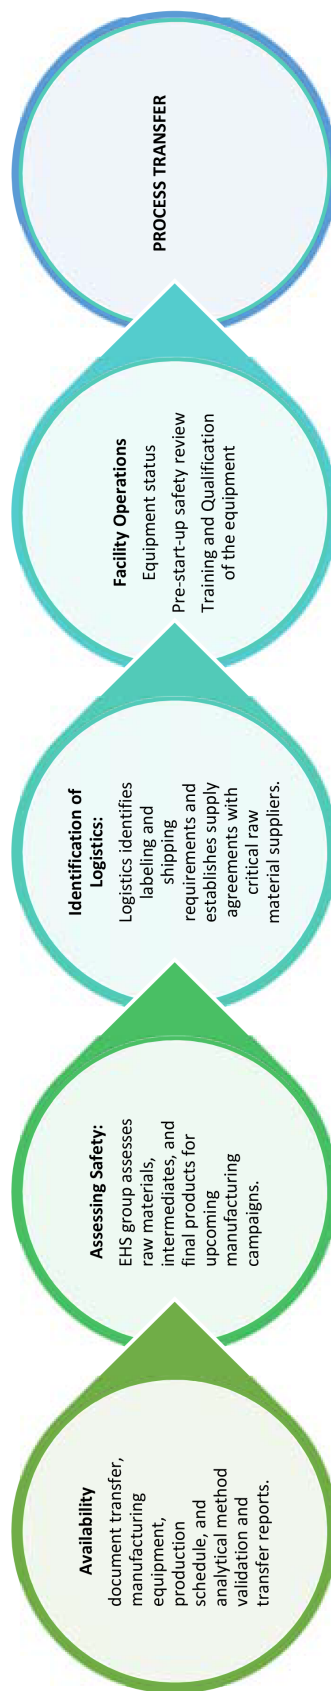 Availability
document transfer,
manufacturing
equipment,
production
schedule, and
analytical method
validation and
transfer reports.
Assessing Safety:
EHS group assesses
raw materials,
intermediates, and
final products for
upcoming
manufacturing
campaigns.
Identification of
Logistics:
Logistics identifies
labeling and
shipping
requirements and
establishes supply
agreements with
critical raw
material suppliers.
Facility Operations
Equipment status
Pre-start-up safety review
Training and Qualification
of the equipment
PROCESS TRANSFER